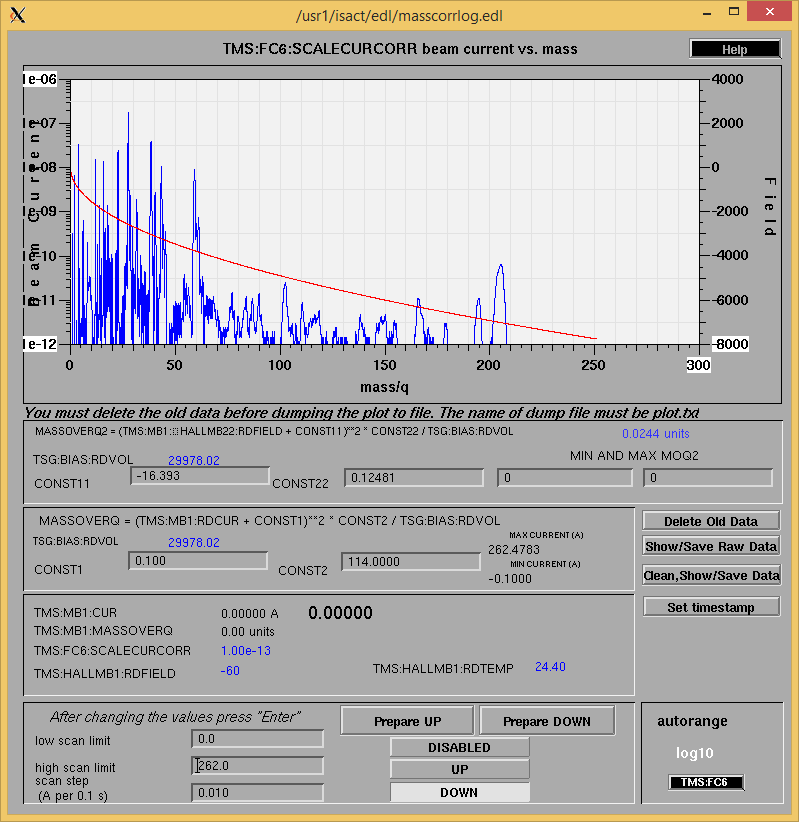 /usr1/isact/edl/masscorrlog.edl
TMS:FC6:SCALECURCORR beam current vs. mass
Help
1e-06
4000
e-07
2000
e-08
0
e-09
-2000
e-10
-4000
e-11
-6000
1e-12
-8000
Field
0 50 100 150 200 250 300
mass/q
You must delete the old data before dumping the plot to file. The name of dump file must be plot.txt
MASSOVERQ2 = (TMS:MB1: HALLMB22:RDFIELD + CONST11)**2 * CONST22 / TSG:BIAS:RDVOL
0.0244 units
TSG:BIAS:RDVOL 29978.02
MIN AND MAX MOQ2
CONST11 -16.393 CONST22 0.12481 0 0
MASSOVERQ = (TMS:MB1:RDCUR + CONST1)**2 * CONST2 / TSG:BIAS:RDVOL
TSG:BIAS:RDVOL 29978.02
MAX CURRENT (A)
262.4783
CONST1 0.100 CONST2 114.0000
MIN CURRENT (A)
-0.1000
Delete Old Data
Show/Save Raw Data
Clean,Show/Save Data
Set timestamp
TMS:MB1:CUR 0.00000 A 0.00000
TMS:MB1:MASSOVERQ 0.00 units
TMS:FC6:SCALECURCORR 1.00e-13
TMS:HALLMB1:RDFIELD -60
TMS:HALLMB1:RDTEMP 24.40
After changing the values press "Enter"
low scan limit 0.0
high scan limit 262.0
scan step
(A per 0.1 s) 0.010
Prepare UP
Prepare DOWN
DISABLED
UP
DOWN
autorange
log10
TMS:FC6